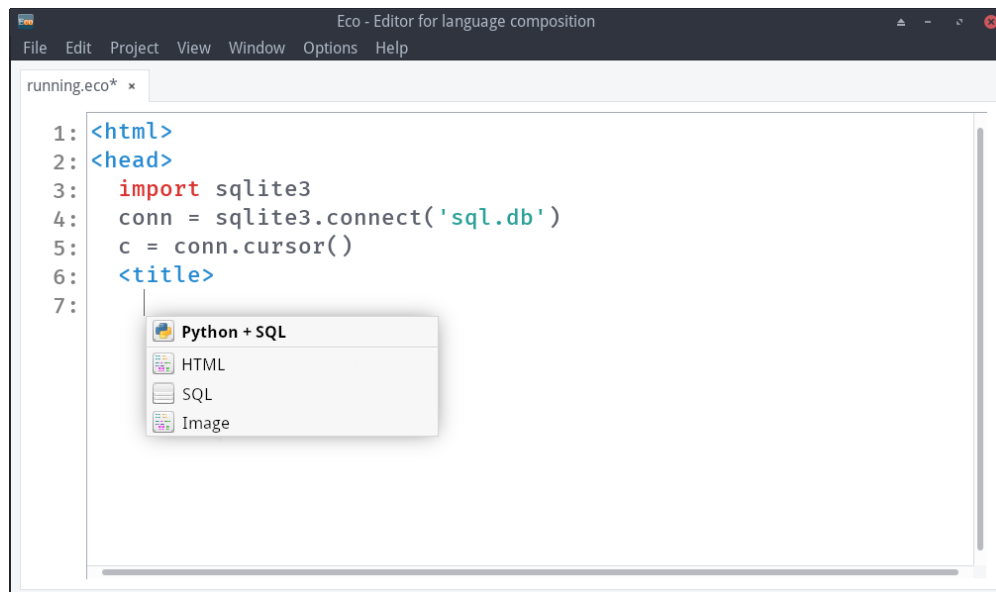 Eco
Eco - Editor for language composition
File Edit Project View Window Options Help
running.eco* ×
1: <html>
2: <head>
3: import sqlite3
4: conn = sqlite3.connect('sql.db')
5: c = conn.cursor()
6: <title>
7:
Python + SQL
HTML
SQL
Image